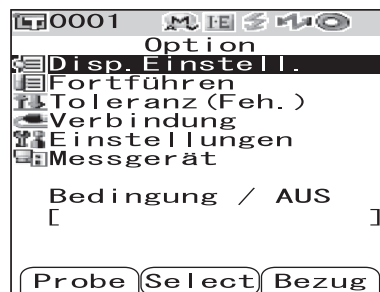 0001 M I·E
Option
Disp.Einstell.
Fortführen
Toleranz(Feh.)
Verbindung
Einstellungen
Messgerät
Bedingung / AUS
[ ]
Probe Select Bezug